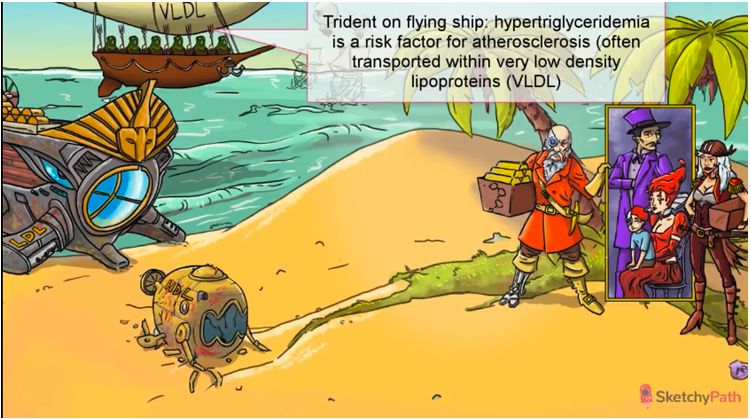 VLDL
Trident on flying ship: hypertriglyceridemia
is a risk factor for atherosclerosis (often
transported within very low density
lipoproteins (VLDL)
LDL
HDL
SketchyPath